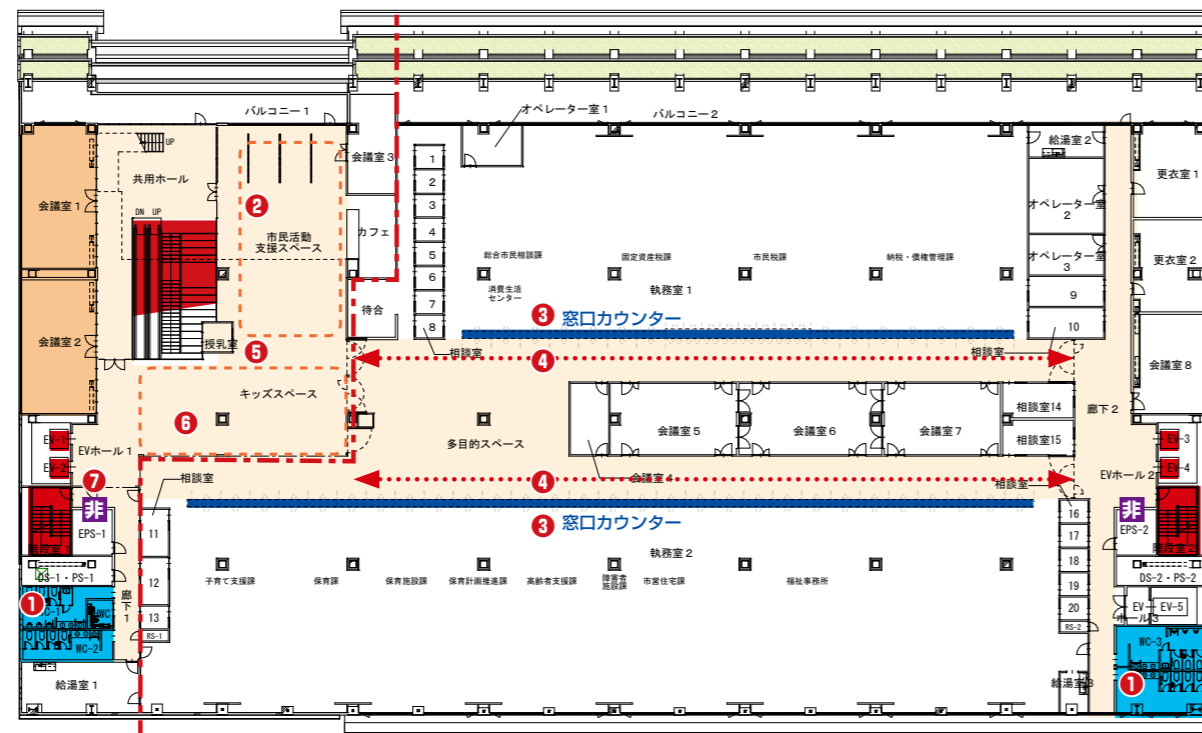 バルコニー1
オペレーター室1
バルコニー2
UP
共用ホール
会議室3
給湯室2
更衣室1
会議室1
2
DN UP
市民活動
支援スペース
カフェ
1
2
3
4
5
6
7
8
総合市民相談課
固定資産税課
市民税課
納税・債権管理課
消費生活
センター
執務室1
オペレーター室
2
オペレーター室
3
9
10
更衣室2
待合
3 窓口カウンター
会議室2
授乳室
5
相談室
4
相談室
会議室8
キッズスペース
6
多目的スペース
会議室5
会議室6
会議室7
相談室14
相談室15
廊下2
会議室4
EV-1
EV-2
EVホール1
7
非
EPS-1
階段室1
相談室
4
相談室
EV-3
EV-4
EVホール2
非
EPS-2
階段室2
3 窓口カウンター
執務室2
11
12
13
RS-1
16
17
18
19
20
RS-2
子育て支援課
保育課
保育施設課
保育計画推進課
高齢者支援課
障害者
施設課
市営住宅課
福祉事務所
DS-1・PS-1
DS-2・PS-2
1
WC-1
WC
WC-2
廊下1
EV
ホール3
EV-5
WC-3
1
給湯室1
給湯室3